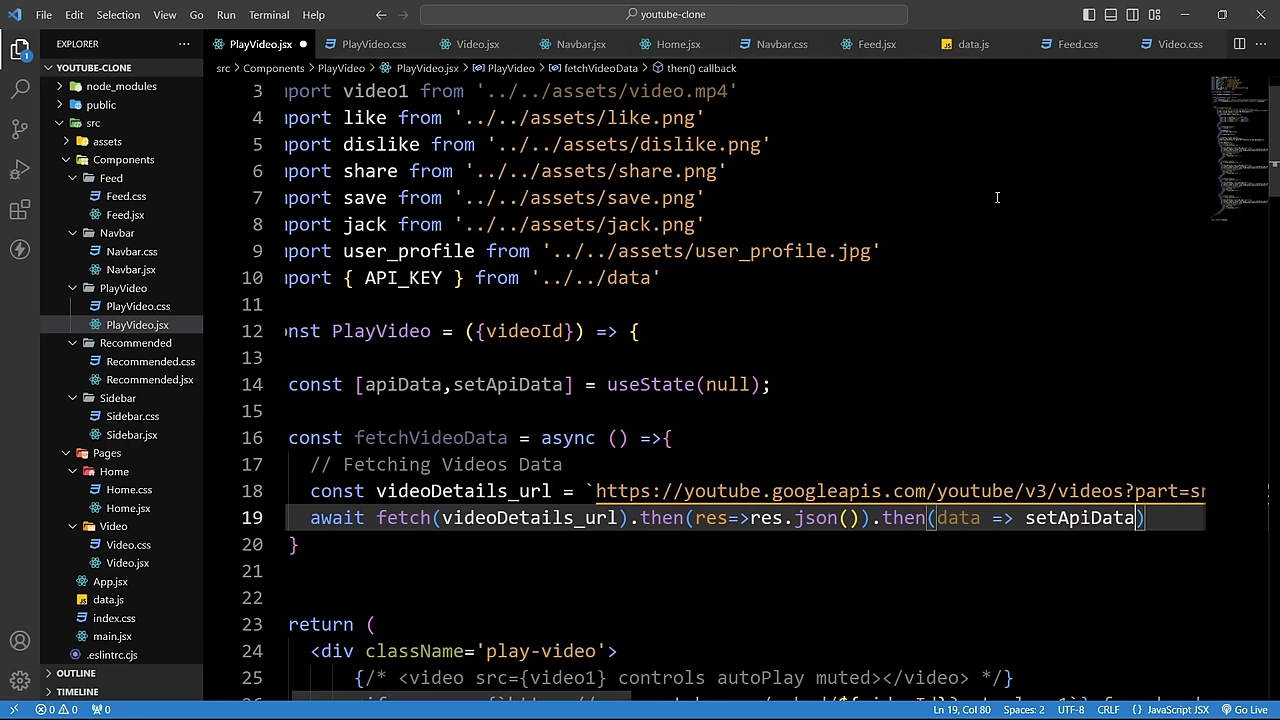 File Edit Selection View Go Run Terminal Help
youtube-clone
EXPLORER
PlayVideo.jsx PlayVideo.css Video.jsx Navbar.jsx Home.jsx Navbar.css Feed.jsx data.js Feed.css Video.css
src > Components > PlayVideo > PlayVideo.jsx > PlayVideo > fetchVideoData > then() callback
YOUTUBE-CLONE
node_modules
public
src
assets
Components
Feed
Feed.css
Feed.jsx
Navbar
Navbar.css
Navbar.jsx
PlayVideo
PlayVideo.css
PlayVideo.jsx
Recommended
Recommended.css
Recommended.jsx
Sidebar
Sidebar.css
Sidebar.jsx
Pages
Home
Home.css
Home.jsx
Video
Video.css
Video.jsx
App.jsx
data.js
index.css
main.jsx
.eslintrc.cjs
OUTLINE
TIMELINE
3 port video1 from '../../assets/video.mp4'
4 port like from '../../assets/like.png'
5 port dislike from '../../assets/dislike.png'
6 port share from '../../assets/share.png'
7 port save from '../../assets/save.png'
8 port jack from '../../assets/jack.png'
9 port user_profile from '../../assets/user_profile.jpg'
10 port { API_KEY } from '../../data'
11
12 nst PlayVideo = ({videoId}) => {
13
14 const [apiData,setApiData] = useState(null);
15
16 const fetchVideoData = async () =>{
17 // Fetching Videos Data
18 const videoDetails_url = `https://youtube.googleapis.com/youtube/v3/videos?part=sn
19 await fetch(videoDetails_url).then(res=>res.json()).then(data => setApiData)
20 }
21
22
23 return (
24 <div className='play-video'>
25 {/* <video src={video1} controls autoPlay muted></video> */}
0 0 0 Ln 19, Col 80 Spaces: 2 UTF-8 CRLF {} JavaScript JSX Go Live